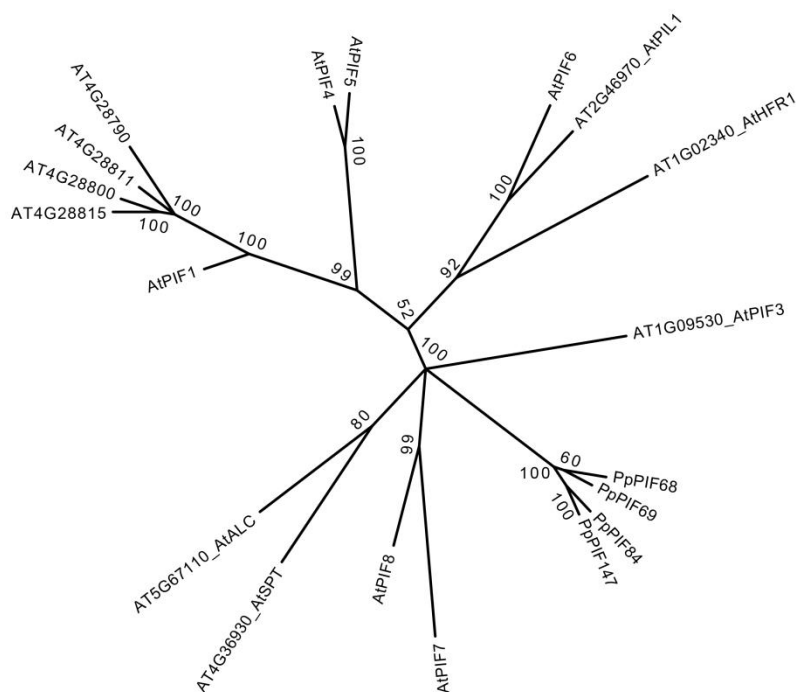 AtPIF5
AtPIF4
100
AtPIF6
AT2G46970_AtPIL1
AT1G02340_AtHFR1
100
92
AT4G28790
AT4G28811
AT4G28800
AT4G28815
100
100
100
AtPIF1
99
52
100
AT1G09530_AtPIF3
80
99
AT5G67110_AtALC
AT4G36930_AtSPT
AtPIF8
AtPIF7
60
100
100
PpPIF68
PpPIF69
PpPIF84
PpPIF147